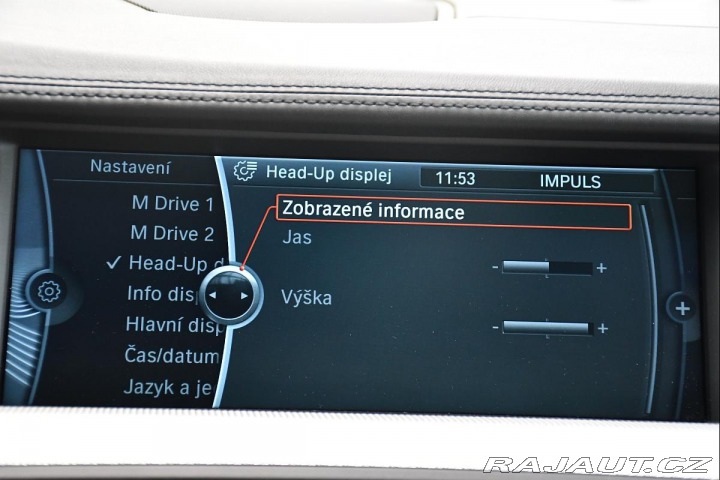 Nastavení
Head-Up displej
11:53
IMPULS
M Drive 1
M Drive 2
✓ Head-Up d
Info disp
Hlavní disp
Čas/datum
Jazyk a je
Zobrazené informace
Jas
- +
Výška
- +
+
RAJAUT.CZ